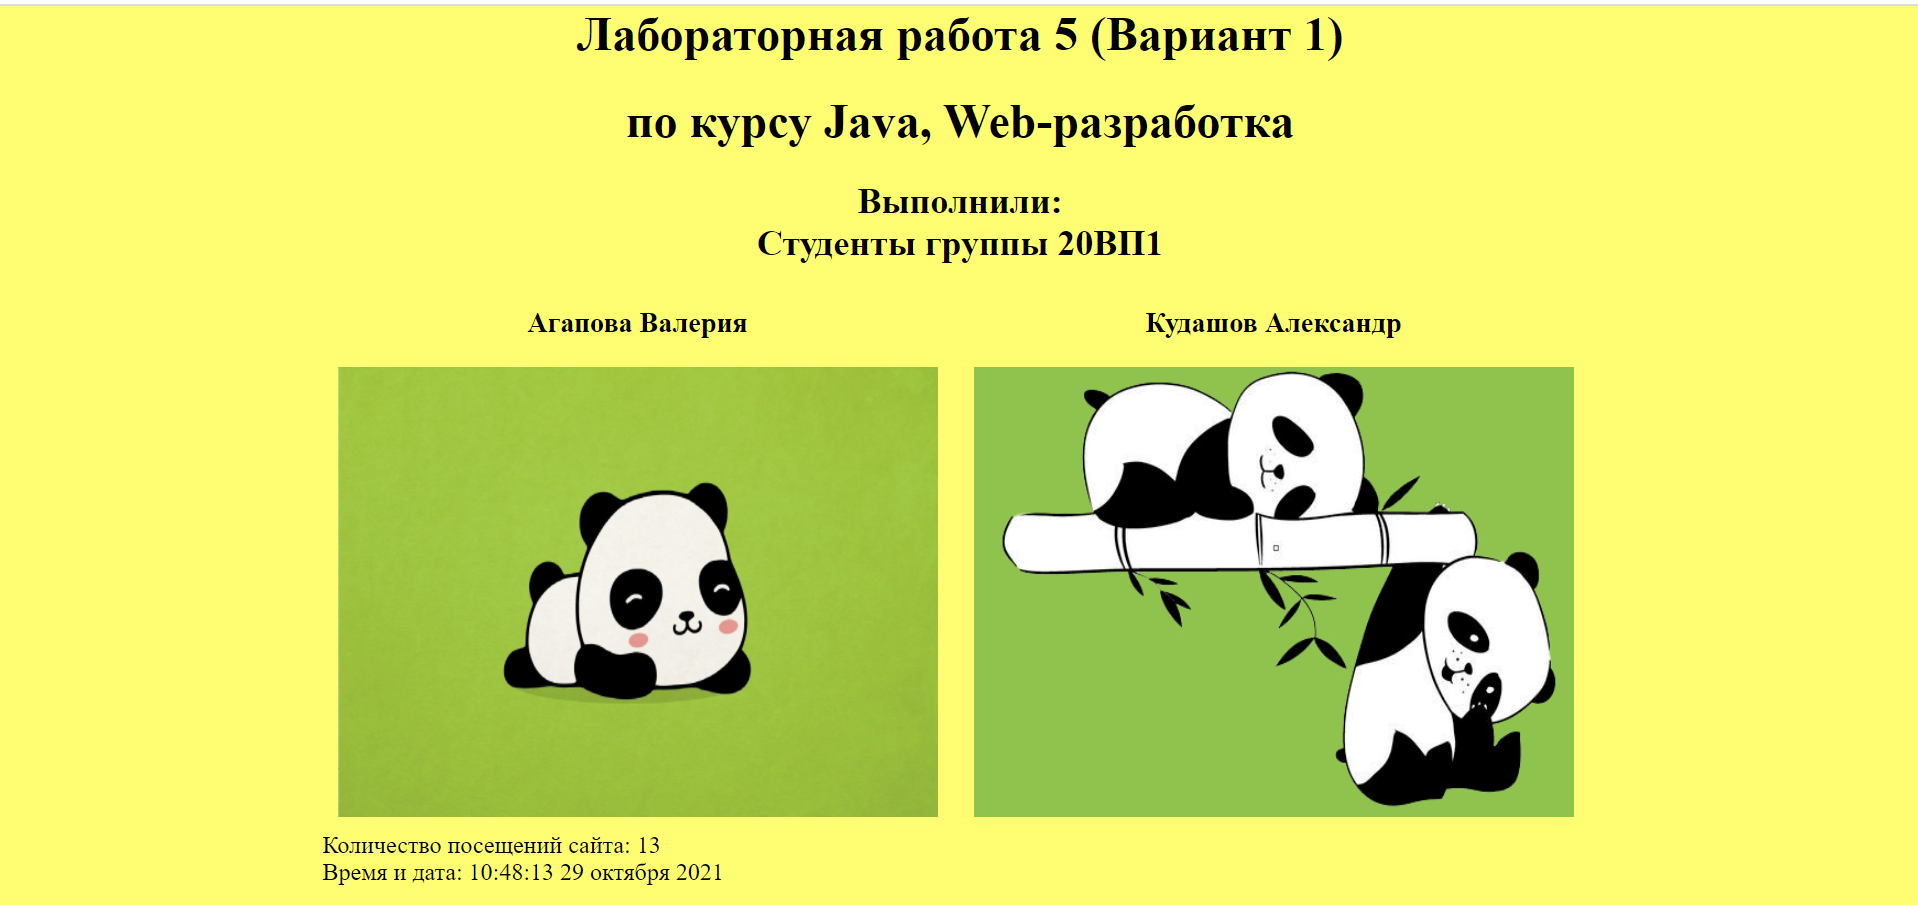 Лабораторная работа 5 (Вариант 1)
по курсу Java, Web-разработка
Выполнили:
Студенты группы 20ВП1
Агапова Валерия
Кудашов Александр
Количество посещений сайта: 13
Время и дата: 10:48:13 29 октября 2021